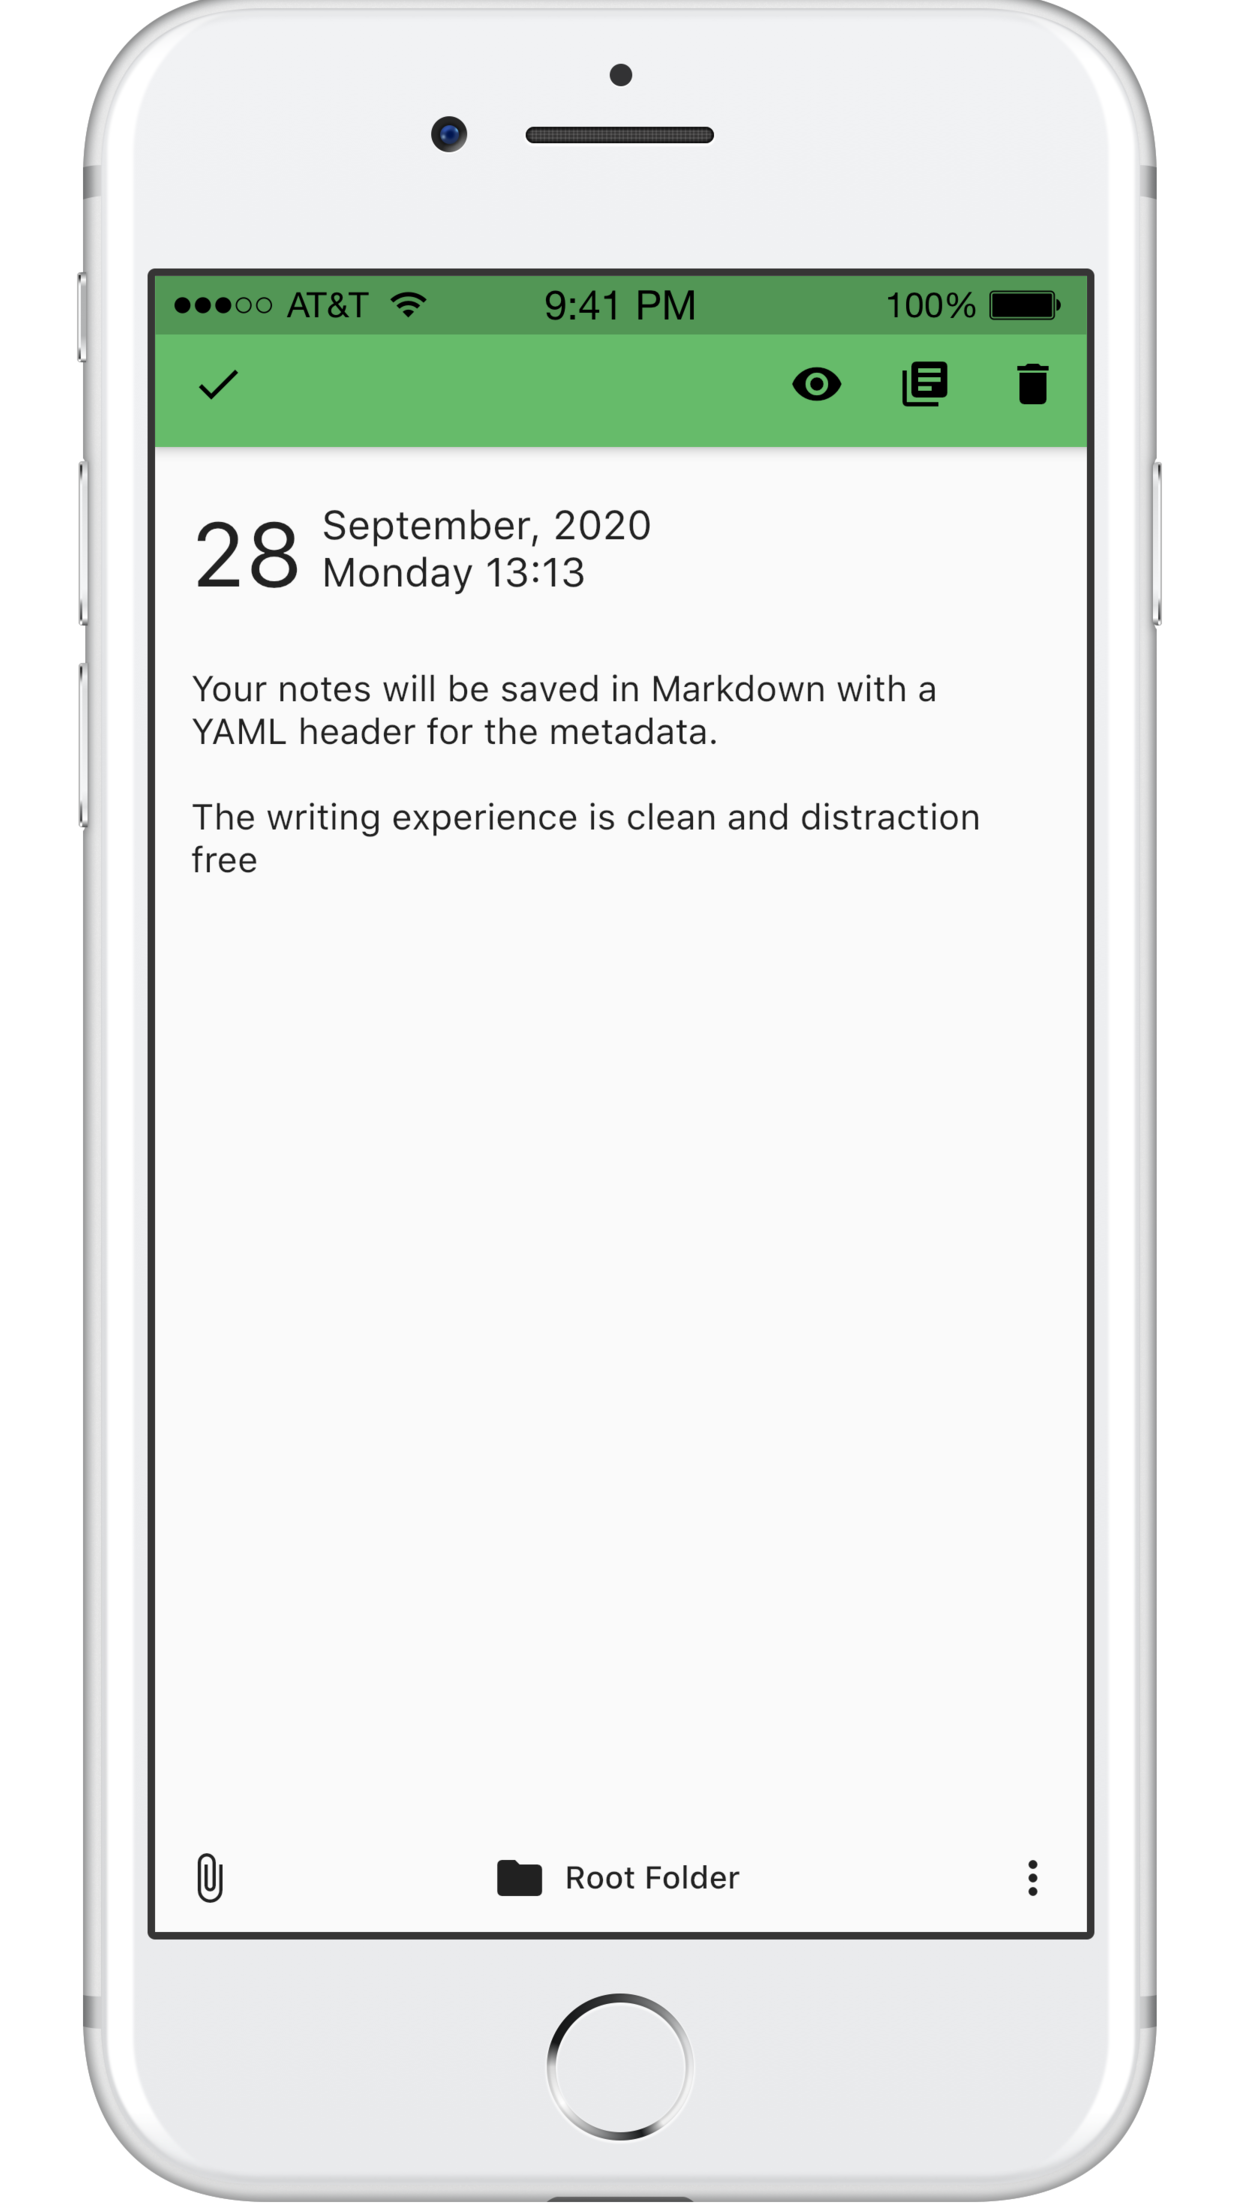 AT&T 9:41 PM 100%
28 September, 2020
Monday 13:13
Your notes will be saved in Markdown with a
YAML header for the metadata.
The writing experience is clean and distraction
free
Root Folder